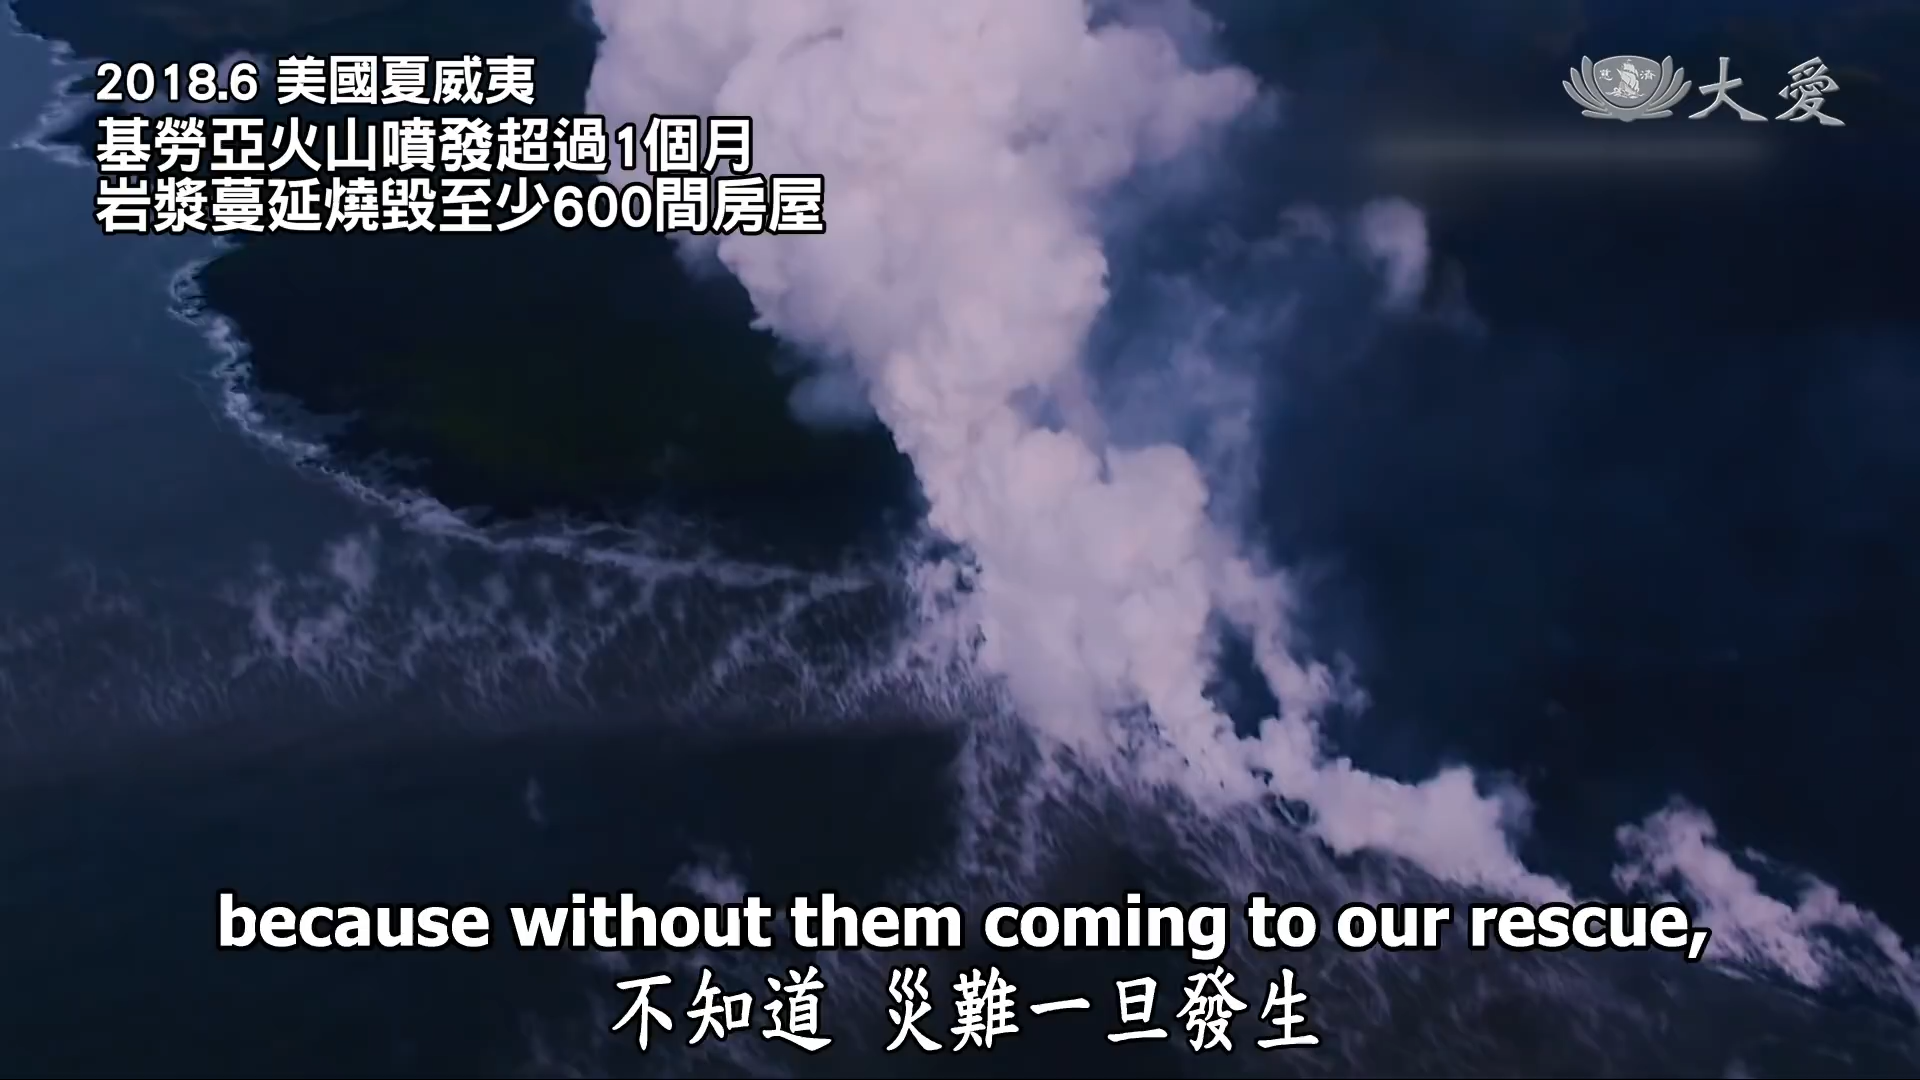 2018.6 美國夏威夷
基勞亞火山噴發超過1個月
岩漿蔓延燒毀至少600間房屋
慈濟
大愛
because without them coming to our rescue,
不知道 災難一旦發生